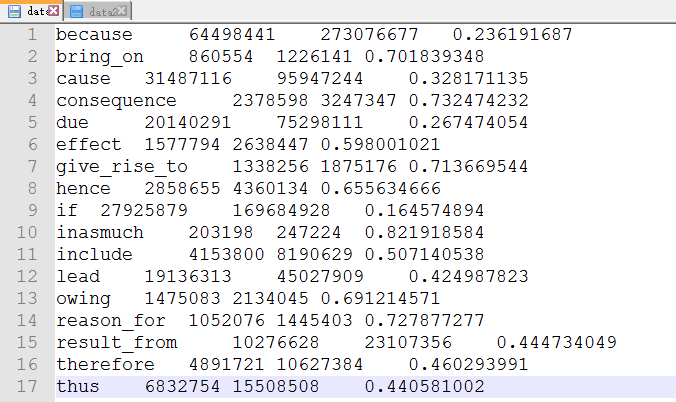 data data2
1 because 64498441 273076677 0.236191687
2 bring_on 860554 1226141 0.701839348
3 cause 31487116 95947244 0.328171135
4 consequence 2378598 3247347 0.732474232
5 due 20140291 75298111 0.267474054
6 effect 1577794 2638447 0.598001021
7 give_rise_to 1338256 1875176 0.713669544
8 hence 2858655 4360134 0.655634666
9 if 27925879 169684928 0.164574894
10 inasmuch 203198 247224 0.821918584
11 include 4153800 8190629 0.507140538
12 lead 19136313 45027909 0.424987823
13 owing 1475083 2134045 0.691214571
14 reason_for 1052076 1445403 0.727877277
15 result_from 10276628 23107356 0.444734049
16 therefore 4891721 10627384 0.460293991
17 thus 6832754 15508508 0.440581002